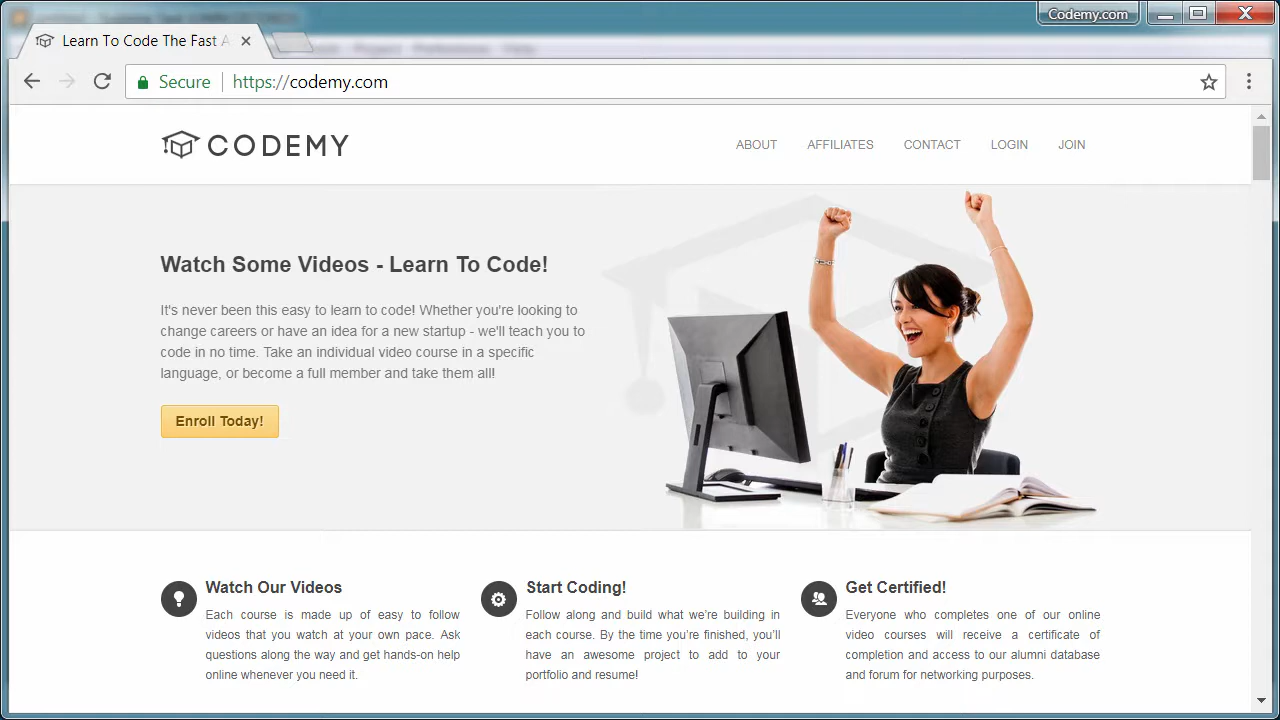 Codemy.com
Learn To Code The Fast A
Secure
https://codemy.com
CODEMY
ABOUT AFFILIATES CONTACT LOGIN JOIN
Watch Some Videos - Learn To Code!
It's never been this easy to learn to code! Whether you're looking to
change careers or have an idea for a new startup - we'll teach you to
code in no time. Take an individual video course in a specific
language, or become a full member and take them all!
Enroll Today!
Watch Our Videos
Each course is made up of easy to follow
videos that you watch at your own pace. Ask
questions along the way and get hands-on help
online whenever you need it.
Start Coding!
Follow along and build what we're building in
each course. By the time you're finished, you'll
have an awesome project to add to your
portfolio and resume!
Get Certified!
Everyone who completes one of our online
video courses will receive a certificate of
completion and access to our alumni database
and forum for networking purposes.